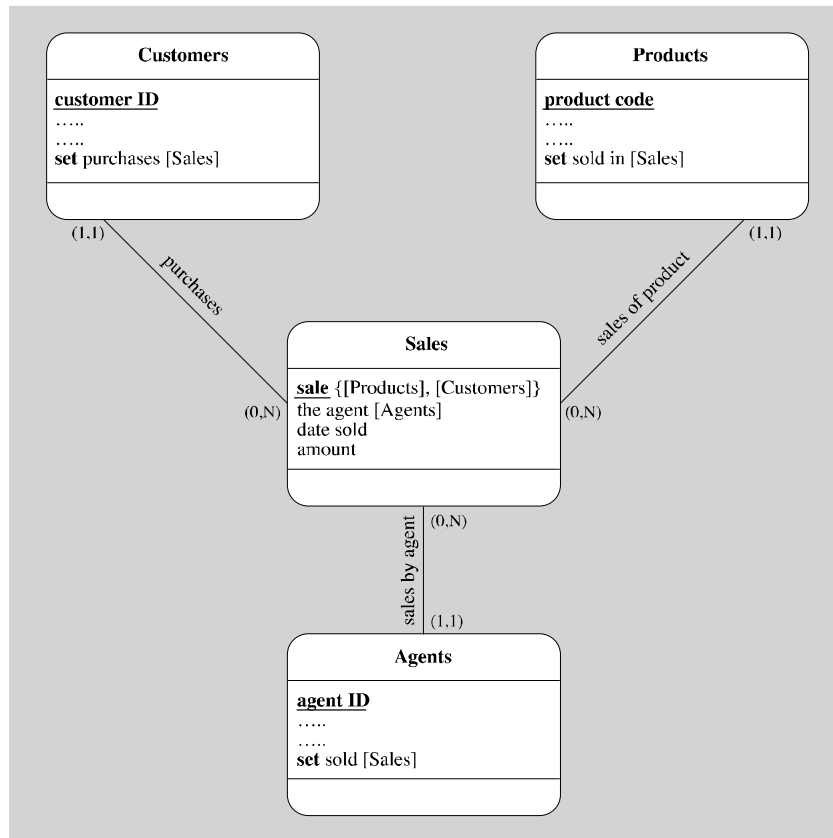 Customers
customer ID
.....
.....
set purchases [Sales]
Products
product code
.....
.....
set sold in [Sales]
(1,1)
(1,1)
purchases
sales of product
Sales
sale {[Products], [Customers]}
the agent [Agents]
date sold
amount
(0,N)
(0,N)
(0,N)
sales by agent
(1,1)
Agents
agent ID
.....
.....
set sold [Sales]